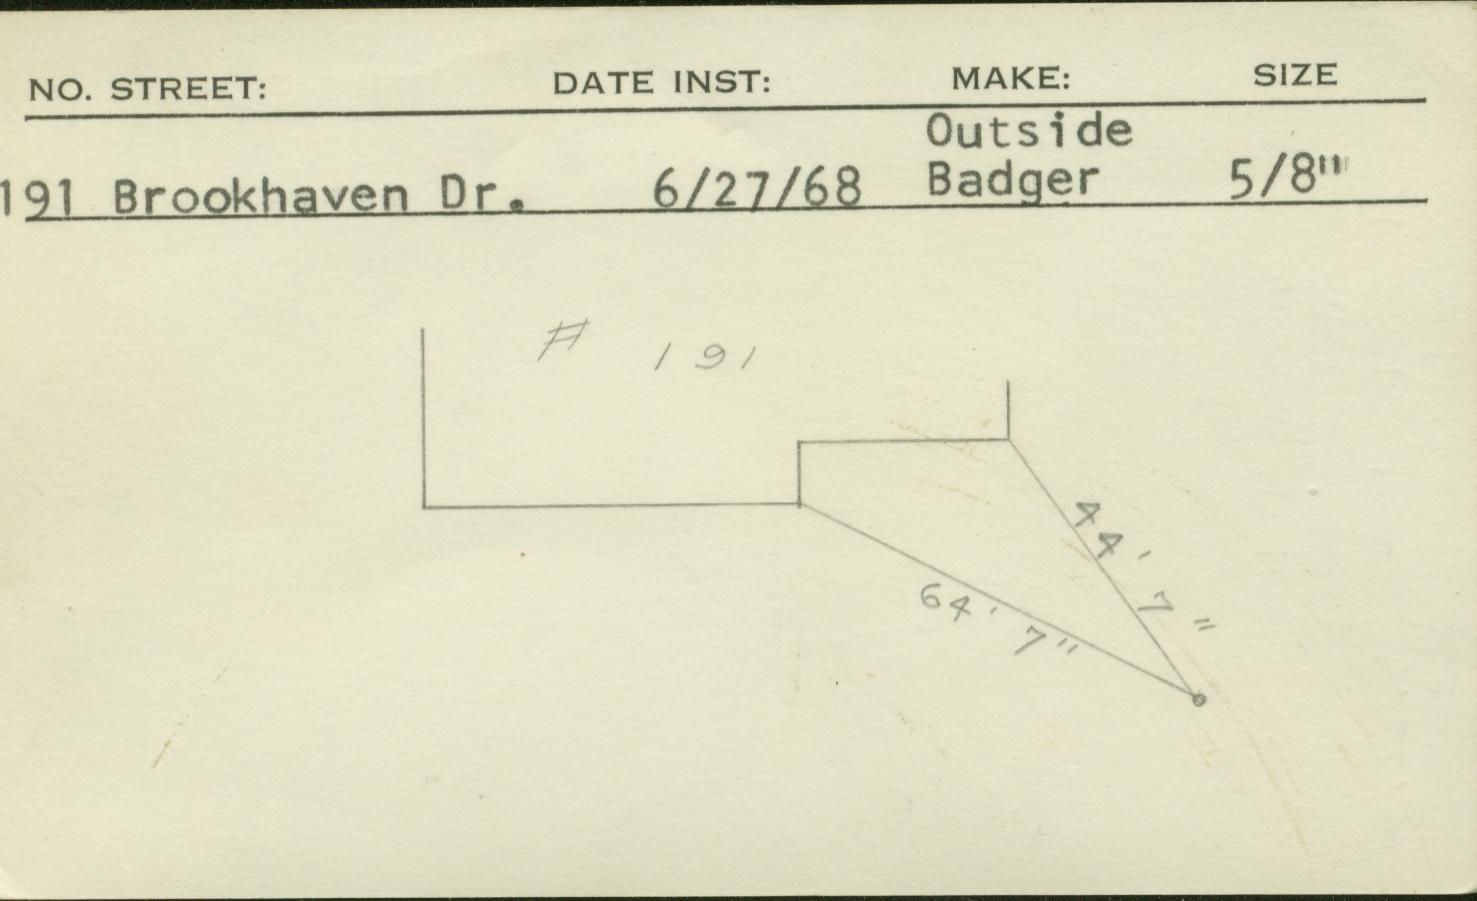 NO. STREET: DATE INST: MAKE: SIZE
Outside
191 Brookhaven Dr. 6/27/68 Badger 5/8"
# 191
44' 7"
64' 7"